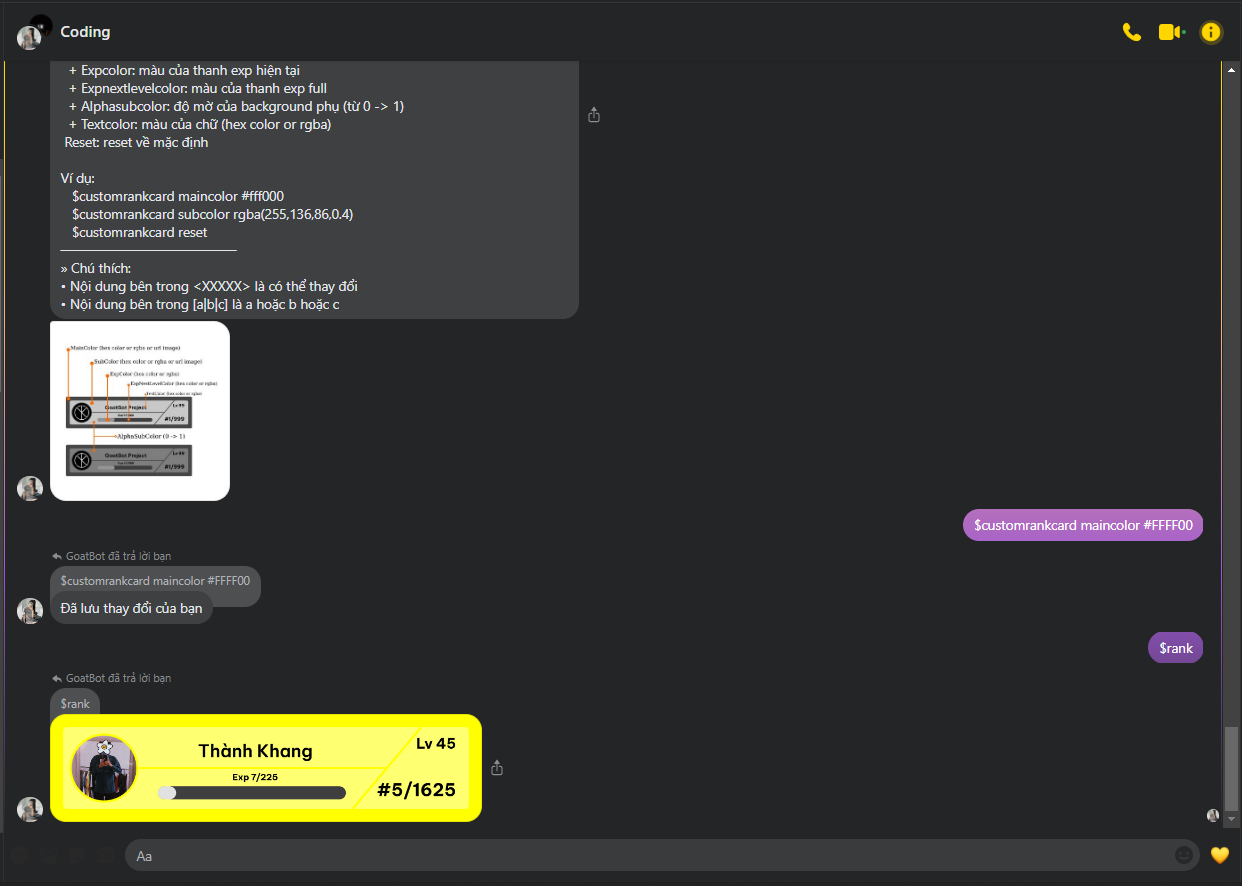 Coding
+ Expcolor: màu của thanh exp hiện tại
+ Expnextlevelcolor: màu của thanh exp full
+ Alphasubcolor: độ mờ của background phụ (từ 0 -> 1)
+ Textcolor: màu của chữ (hex color or rgba)
Reset: reset về mặc định
Ví dụ:
$customrankcard maincolor #fff000
$customrankcard subcolor rgba(255,136,86,0.4)
$customrankcard reset
» Chú thích:
• Nội dung bên trong <XXXXX> là có thể thay đổi
• Nội dung bên trong [a|b|c] là a hoặc b hoặc c
MainColor (hex color or rgba or url image)
SubColor (hex color or rgba or url image)
ExpColor (hex color or rgba)
ExpNextLevelColor (hex color or rgba)
TextColor (hex color or rgba)
GoatBot Project
Lv 99
#1/999
AlphaSubColor (0 -> 1)
GoatBot Project
Lv 99
#1/999
$customrankcard maincolor #FFFF00
GoatBot đã trả lời bạn
$customrankcard maincolor #FFFF00
Đã lưu thay đổi của bạn
$rank
GoatBot đã trả lời bạn
$rank
Thành Khang
Lv 45
Exp 7/225
#5/1625
Aa